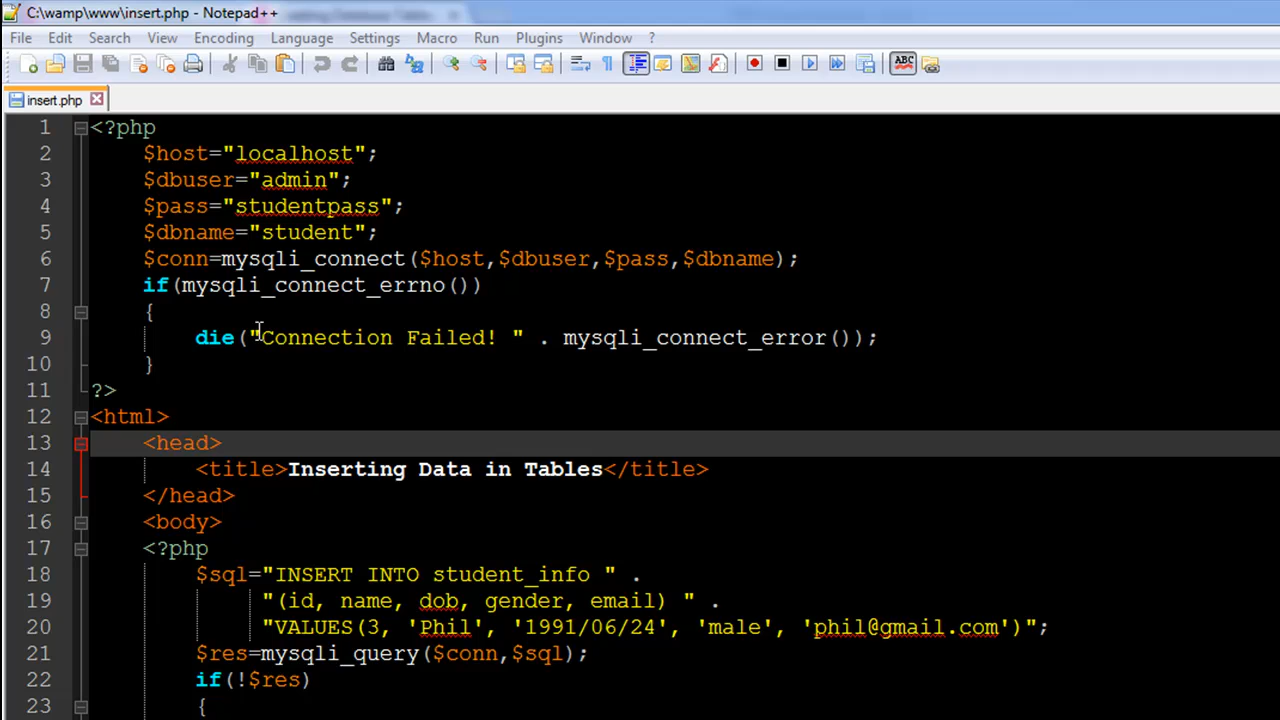 C:\wamp\www\insert.php - Notepad++
File Edit Search View Encoding Language Settings Macro Run Plugins Window ?
ABC
insert.php
1 <?php
2 $host="localhost";
3 $dbuser="admin";
4 $pass="studentpass";
5 $dbname="student";
6 $conn=mysqli_connect($host,$dbuser,$pass,$dbname);
7 if(mysqli_connect_errno())
8 {
9 die("Connection Failed! " . mysqli_connect_error());
10 }
11 ?>
12 <html>
13 <head>
14 <title>Inserting Data in Tables</title>
15 </head>
16 <body>
17 <?php
18 $sql="INSERT INTO student_info " .
19 "(id, name, dob, gender, email) " .
20 "VALUES(3, 'Phil', '1991/06/24', 'male', 'phil@gmail.com')";
21 $res=mysqli_query($conn,$sql);
22 if(!$res)
23 {